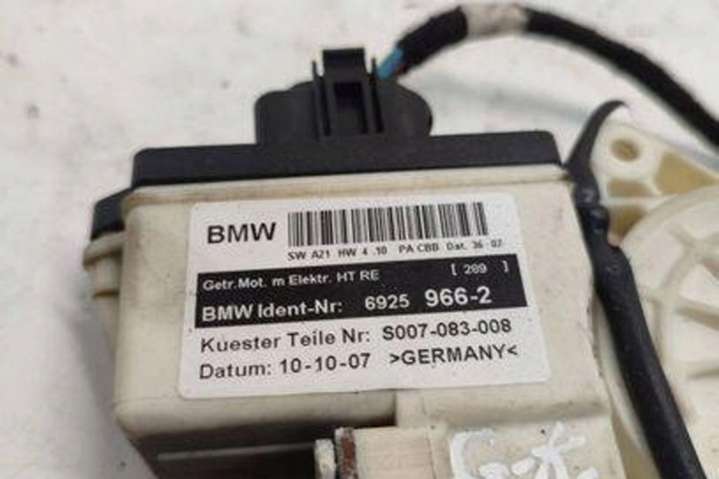 BMW
SW A21 HW 4.10 PA CBB Dat. 36 07
Getr.Mot. m Elektr. HT RE [ 289 ]
BMW Ident-Nr: 6925 966-2
Kuester Teile Nr: S007-083-008
Datum: 10-10-07 >GERMANY<